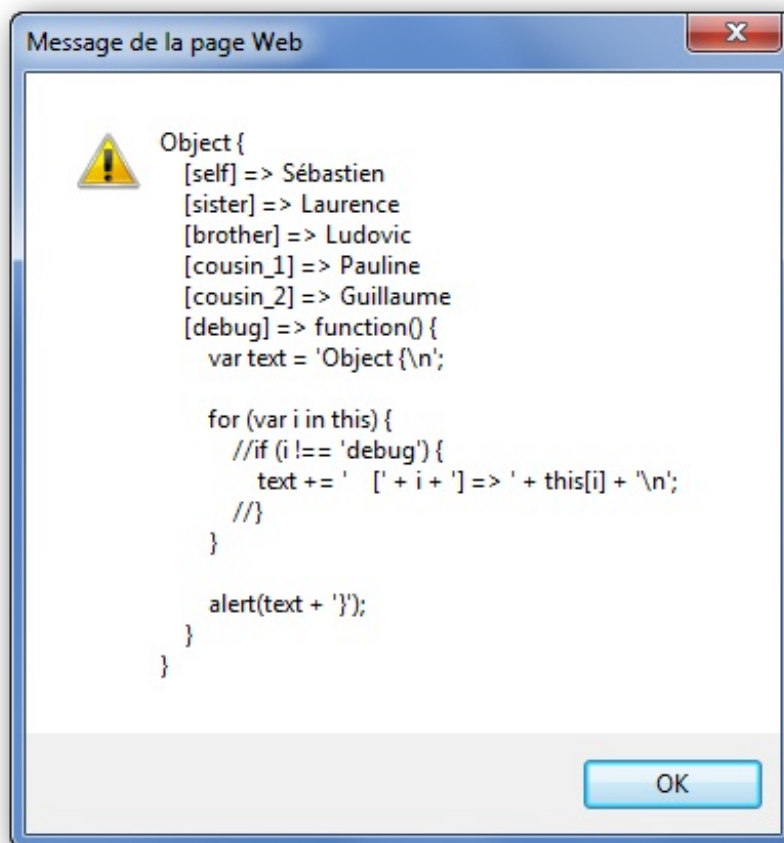 Message de la page Web
Object {
[self] => Sébastien
[sister] => Laurence
[brother] => Ludovic
[cousin_1] => Pauline
[cousin_2] => Guillaume
[debug] => function() {
var text = 'Object {\n';
for (var i in this) {
//if (i !== 'debug') {
text += '   [' + i + '] => ' + this[i] + '\n';
//}
}
alert(text + '}');
}
}
OK